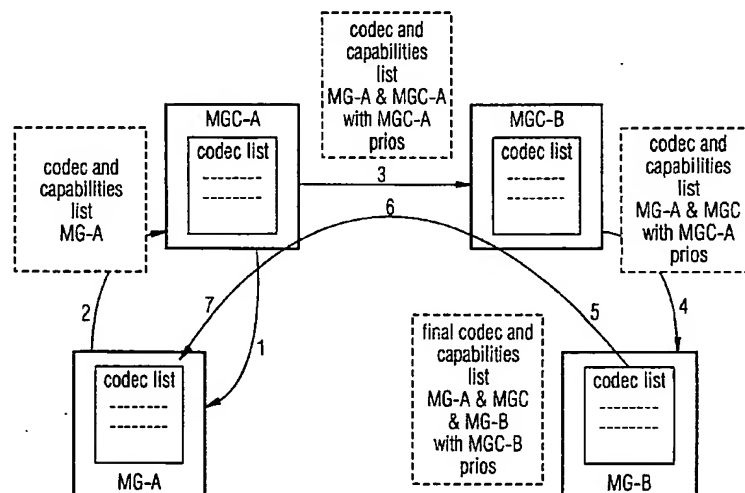 codec and
capabilities
list
MG-A & MGC-A
with MGC-A
prios
MGC-A
codec list
MGC-B
codec list
codec and
capabilities
list
MG-A
codec and
capabilities
list
MG-A & MGC
with MGC-A
prios
3
6
2
7
1
5
4
final codec and
capabilities
list
MG-A & MGC
& MG-B
with MGC-B
prios
codec list
MG-A
codec list
MG-B